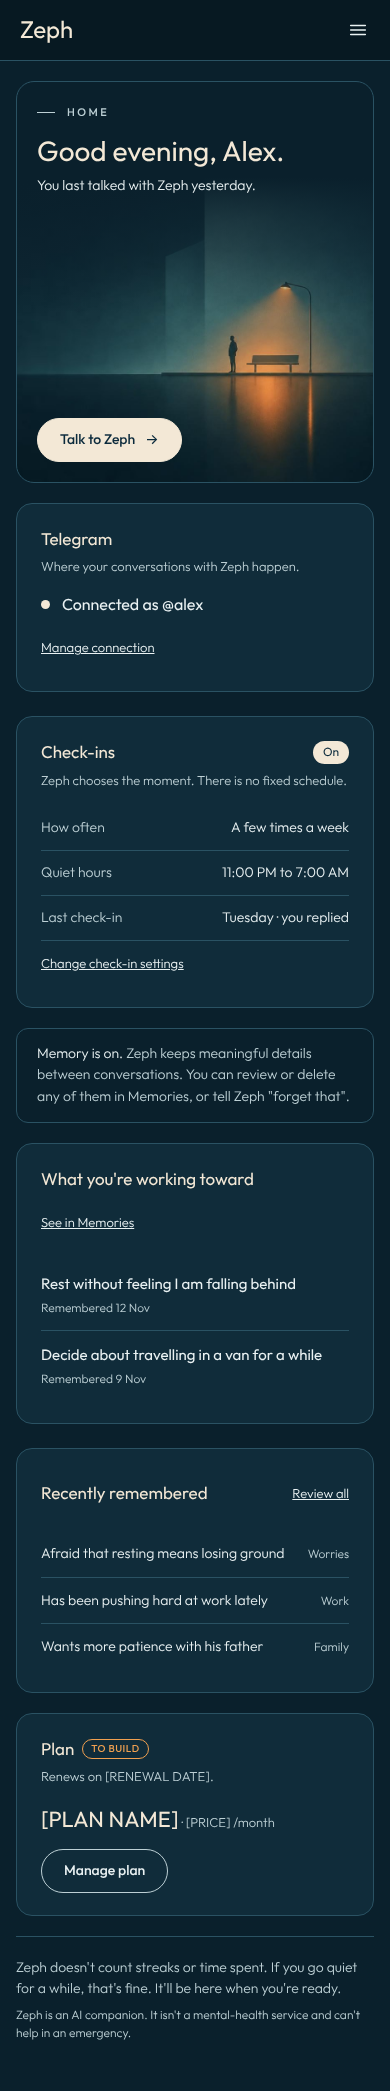 Zeph
HOME
Good evening, Alex.
You last talked with Zeph yesterday.
Talk to Zeph →
Telegram
Where your conversations with Zeph happen.
Connected as @alex
Manage connection
Check-ins On
Zeph chooses the moment. There is no fixed schedule.
How often A few times a week
Quiet hours 11:00 PM to 7:00 AM
Last check-in Tuesday · you replied
Change check-in settings
Memory is on. Zeph keeps meaningful details
between conversations. You can review or delete
any of them in Memories, or tell Zeph "forget that".
What you're working toward
See in Memories
Rest without feeling I am falling behind
Remembered 12 Nov
Decide about travelling in a van for a while
Remembered 9 Nov
Recently remembered Review all
Afraid that resting means losing ground Worries
Has been pushing hard at work lately Work
Wants more patience with his father Family
Plan TO BUILD
Renews on [RENEWAL DATE].
[PLAN NAME] · [PRICE] /month
Manage plan
Zeph doesn't count streaks or time spent. If you go quiet
for a while, that's fine. It'll be here when you're ready.
Zeph is an AI companion. It isn't a mental-health service and can't
help in an emergency.